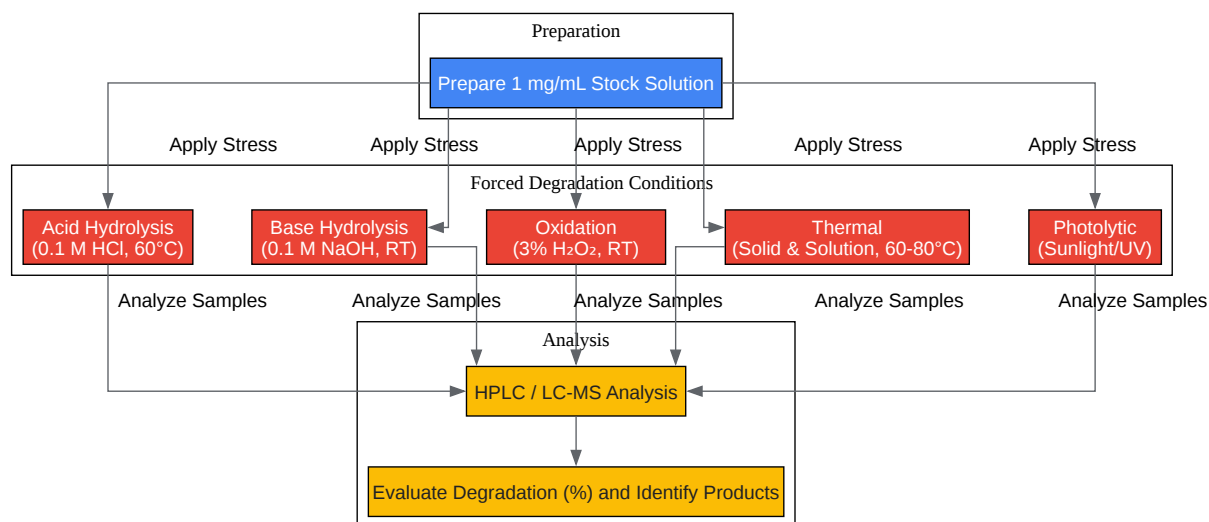 Preparation
Prepare 1 mg/mL Stock Solution
Apply Stress
Apply Stress
Apply Stress
Apply Stress
Apply Stress
Forced Degradation Conditions
Acid Hydrolysis
(0.1 M HCl, 60°C)
Base Hydrolysis
(0.1 M NaOH, RT)
Oxidation
(3% H₂O₂, RT)
Thermal
(Solid & Solution, 60-80°C)
Photolytic
(Sunlight/UV)
Analyze Samples
Analyze Samples
Analyze Samples
Analyze Samples
Analyze Samples
Analysis
HPLC / LC-MS Analysis
Evaluate Degradation (%) and Identify Products